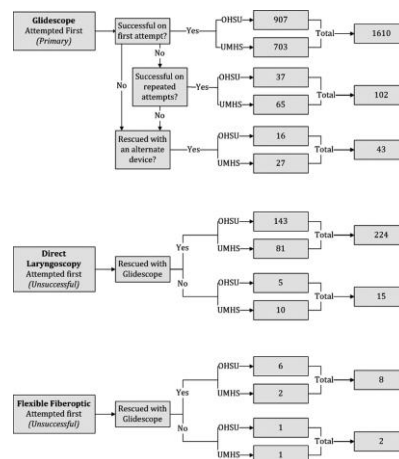 Glidescope
Attempted First
(Primary)
Successful on
first attempt?
Yes
OHSU
907
UMHS
703
Total
1610
No
No
Successful on
repeated
attempts?
Yes
OHSU
37
UMHS
65
Total
102
No
Rescued with
an alternate
device?
Yes
OHSU
16
UMHS
27
Total
43
Direct
Laryngoscopy
Attempted first
(Unsuccessful)
Rescued with
Glidescope
Yes
OHSU
143
UMHS
81
Total
224
No
OHSU
5
UMHS
10
Total
15
Flexible Fiberoptic
Attempted first
(Unsuccessful)
Rescued with
Glidescope
Yes
OHSU
6
UMHS
2
Total
8
No
OHSU
1
UMHS
1
Total
2